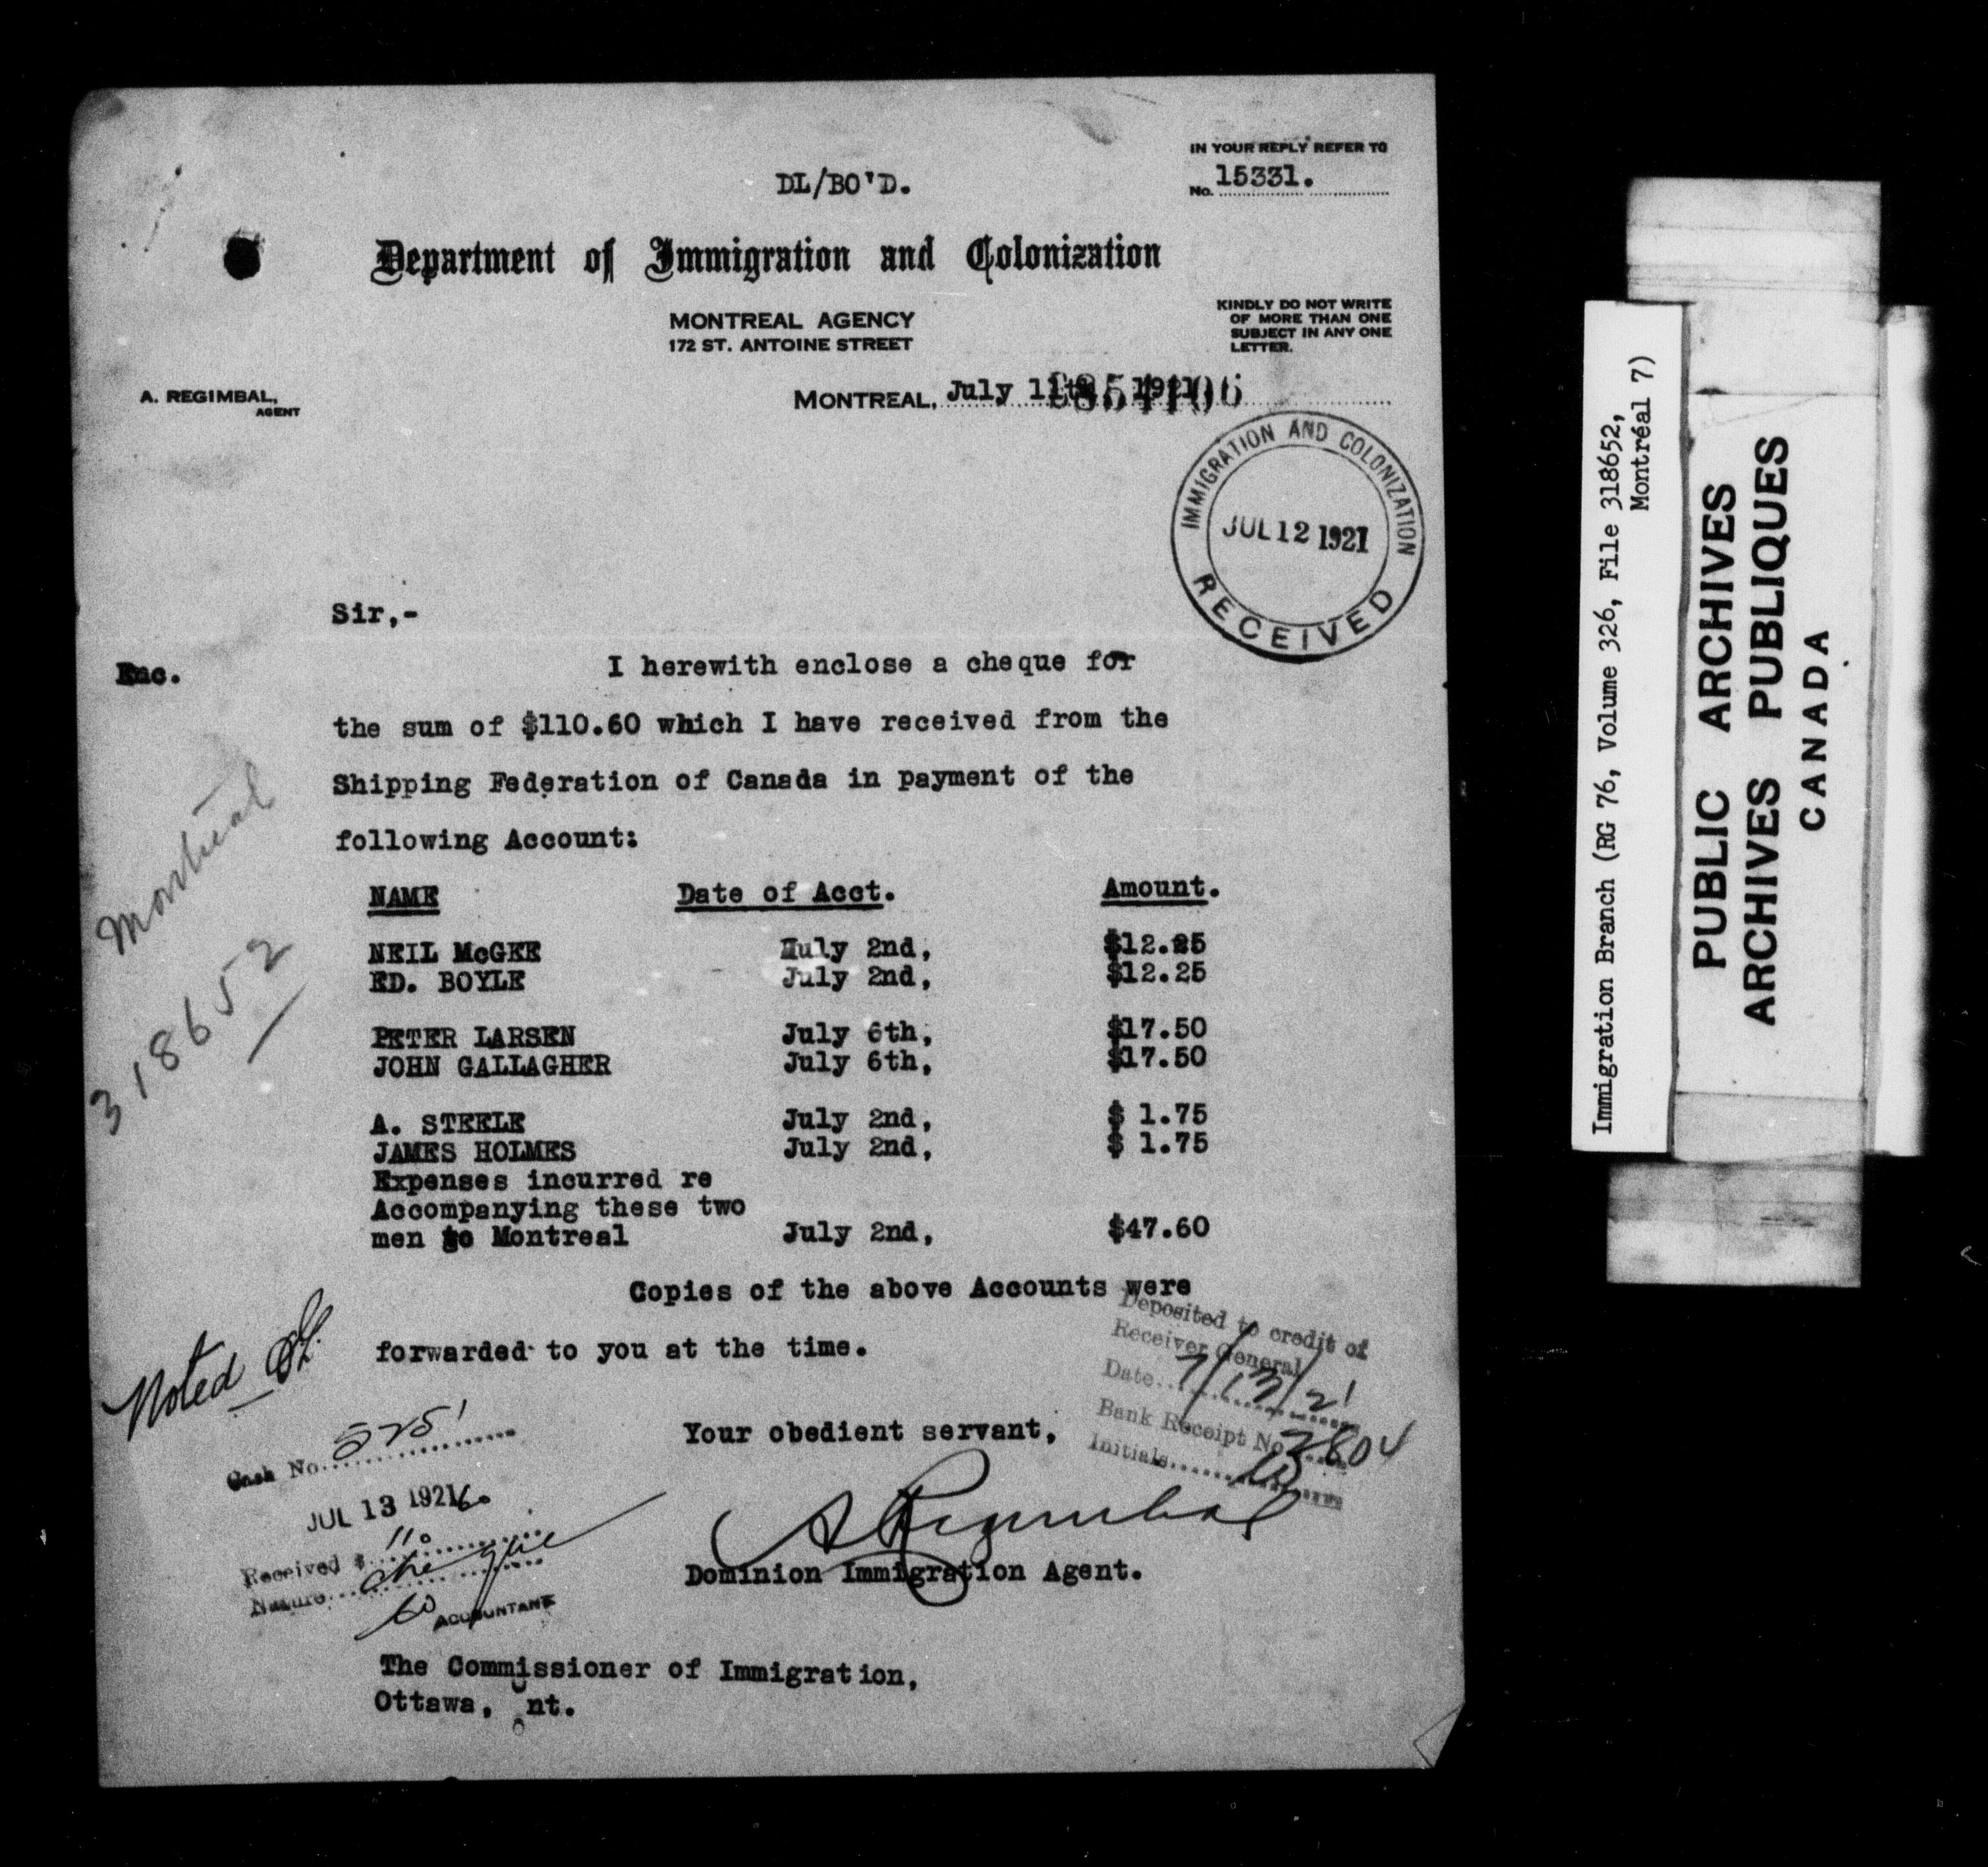 IN YOUR REPLY REFER TO
No. 15331.
DL/BO'D.
Department of Immigration and Colonization
MONTREAL AGENCY
172 ST. ANTOINE STREET
KINDLY DO NOT WRITE
OF MORE THAN ONE
SUBJECT IN ANY ONE
LETTER.
A. REGIMBAL,
AGENT
MONTREAL, July 11th, 1921.
IMMIGRATION AND COLONIZATION
JUL 12 1921
RECEIVED
Sir,-
Enc.
I herewith enclose a cheque for
the sum of $110.60 which I have received from the
Shipping Federation of Canada in payment of the
following Account:
Montreal
318652
NAME Date of Acct. Amount.
NEIL McGEE July 2nd, $12.25
ED. BOYLE July 2nd, $12.25
PETER LARSEN July 6th, $17.50
JOHN GALLAGHER July 6th, $17.50
A. STEELE July 2nd, $ 1.75
JAMES HOLMES July 2nd, $ 1.75
Expenses incurred re
Accompanying these two
men to Montreal July 2nd, $47.60
Copies of the above Accounts were
forwarded to you at the time.
Noted
Deposited to credit of
Receiver General
Date 7/13/21
Bank Receipt No 2804
Initials
Your obedient servant,
A Regimbal
Dominion Immigration Agent.
Cash No. 525
JUL 13 1921
Received $ 110 60
Nature cheque
ACCOUNTANT
The Commissioner of Immigration,
Ottawa, Ont.
Immigration Branch (RG 76, Volume 326, File 318652,
Montréal 7)
PUBLIC ARCHIVES
ARCHIVES PUBLIQUES
CANADA